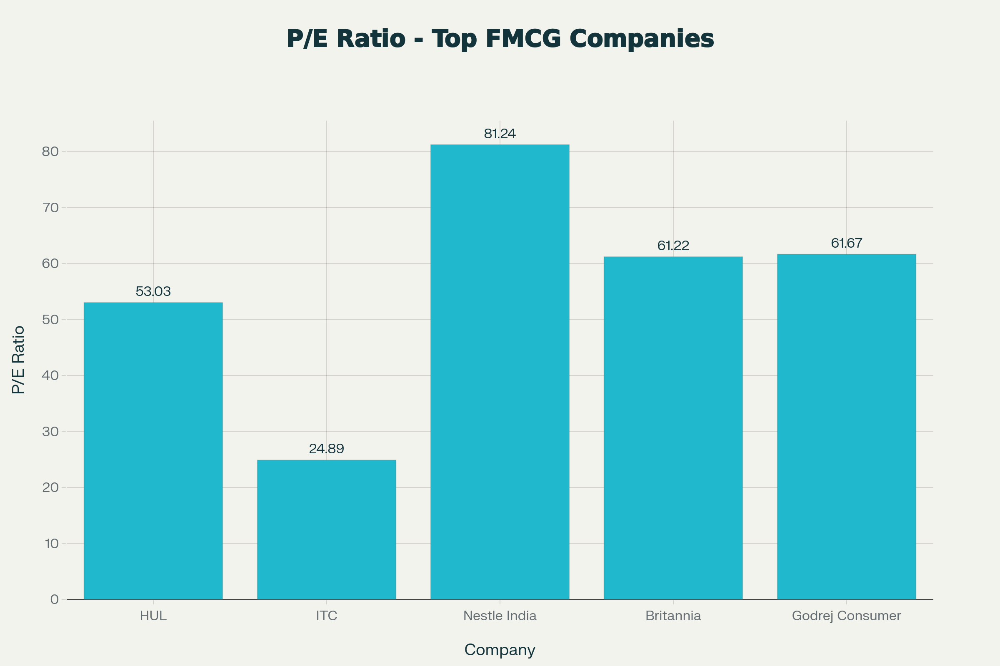 P/E Ratio - Top FMCG Companies
81.24
80
70
61.22
61.67
60
53.03
50
P/E Ratio
40
30
24.89
20
10
0
HUL
ITC
Nestle India
Britannia
Godrej Consumer
Company